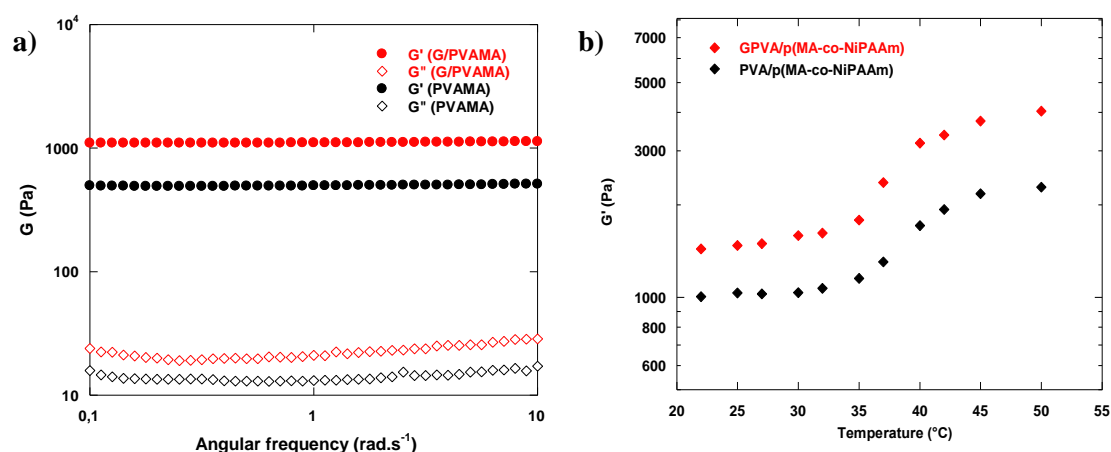 a)
10⁴
1000
100
10
G (Pa)
0,1
1
10
Angular frequency (rad.s⁻¹)
G' (G/PVAMA)
G" (G/PVAMA)
G' (PVAMA)
G" (PVAMA)
b)
7000
5000
3000
1000
800
600
G' (Pa)
20
25
30
35
40
45
50
55
Temperature (°C)
GPVA/p(MA-co-NiPAAm)
PVA/p(MA-co-NiPAAm)